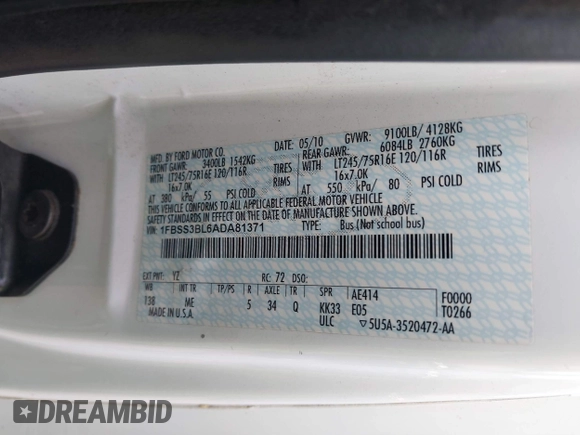 MFD. BY FORD MOTOR CO. 05/10 GVWR: 9100LB/ 4128KG
FRONT GAWR: 3400LB 1542KG REAR GAWR: 6084LB 2760KG
WITH LT245/75R16E 120/116R TIRES WITH LT245/75R16E 120/116R TIRES
16x7.0K RIMS 16x7.0K RIMS
AT 380 kPa/ 55 PSI COLD AT 550 kPa/ 80 PSI COLD
THIS VEHICLE CONFORMS TO ALL APPLICABLE FEDERAL MOTOR VEHICLE
SAFETY STANDARDS IN EFFECT ON THE DATE OF MANUFACTURE SHOWN ABOVE
VIN: 1FBSS3BL6ADA81371 TYPE: Bus (Not school bus)
EXT PNT: YZ RC: 72 DSO:
WB INT TR TP/PS R AXLE TR SPR AE414 F0000
138 ME 5 34 Q KK33 E05 T0266
MADE IN U.S.A. ULC 5U5A-3520472-AA
DREAMBID